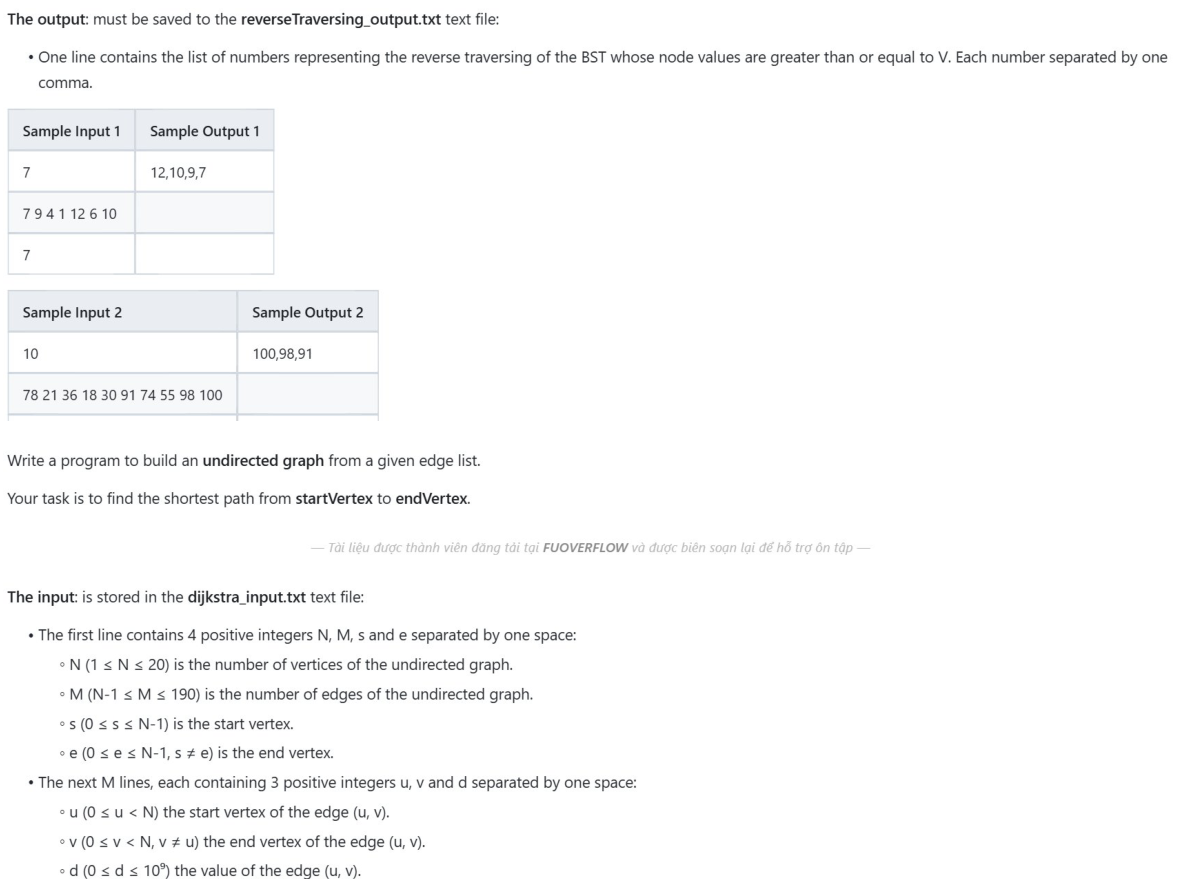 The output: must be saved to the reverseTraversing_output.txt text file:
• One line contains the list of numbers representing the reverse traversing of the BST whose node values are greater than or equal to V. Each number separated by one
comma.
Sample Input 1 Sample Output 1
7 12,10,9,7
7 9 4 1 12 6 10
7
Sample Input 2 Sample Output 2
10 100,98,91
78 21 36 18 30 91 74 55 98 100
Write a program to build an undirected graph from a given edge list.
Your task is to find the shortest path from startVertex to endVertex.
— Tài liệu được thành viên đăng tải tại FUOVERFLOW và được biên soạn lại để hỗ trợ ôn tập —
The input: is stored in the dijkstra_input.txt text file:
• The first line contains 4 positive integers N, M, s and e separated by one space:
◦ N (1 ≤ N ≤ 20) is the number of vertices of the undirected graph.
◦ M (N-1 ≤ M ≤ 190) is the number of edges of the undirected graph.
◦ s (0 ≤ s ≤ N-1) is the start vertex.
◦ e (0 ≤ e ≤ N-1, s ≠ e) is the end vertex.
• The next M lines, each containing 3 positive integers u, v and d separated by one space:
◦ u (0 ≤ u < N) the start vertex of the edge (u, v).
◦ v (0 ≤ v < N, v ≠ u) the end vertex of the edge (u, v).
◦ d (0 ≤ d ≤ 10⁹) the value of the edge (u, v).